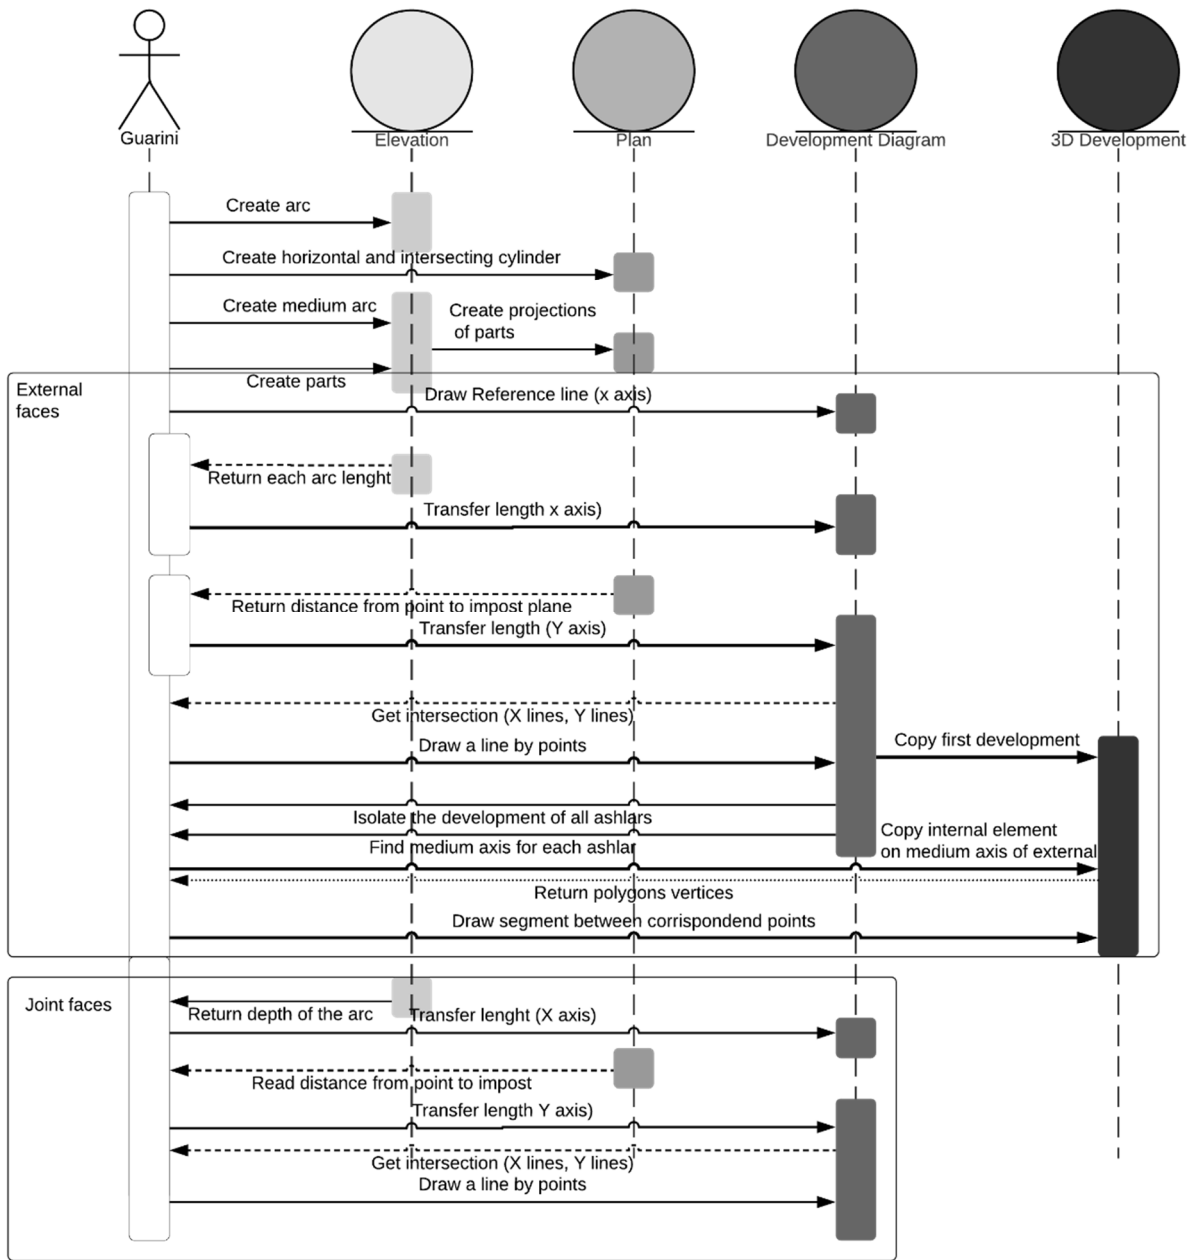 Guarini
Elevation
Plan
Development Diagram
3D Development
Create arc
Create horizontal and intersecting cylinder
Create medium arc
Create projections
of parts
Create parts
External
faces
Draw Reference line (x axis)
Return each arc lenght
Transfer length x axis)
Return distance from point to impost plane
Transfer length (Y axis)
Get intersection (X lines, Y lines)
Draw a line by points
Copy first development
Isolate the development of all ashlars
Find medium axis for each ashlar
Copy internal element
on medium axis of external
Return polygons vertices
Draw segment between corrispondend points
Joint faces
Return depth of the arc
Transfer lenght (X axis)
Read distance from point to impost
Transfer length Y axis)
Get intersection (X lines, Y lines)
Draw a line by points